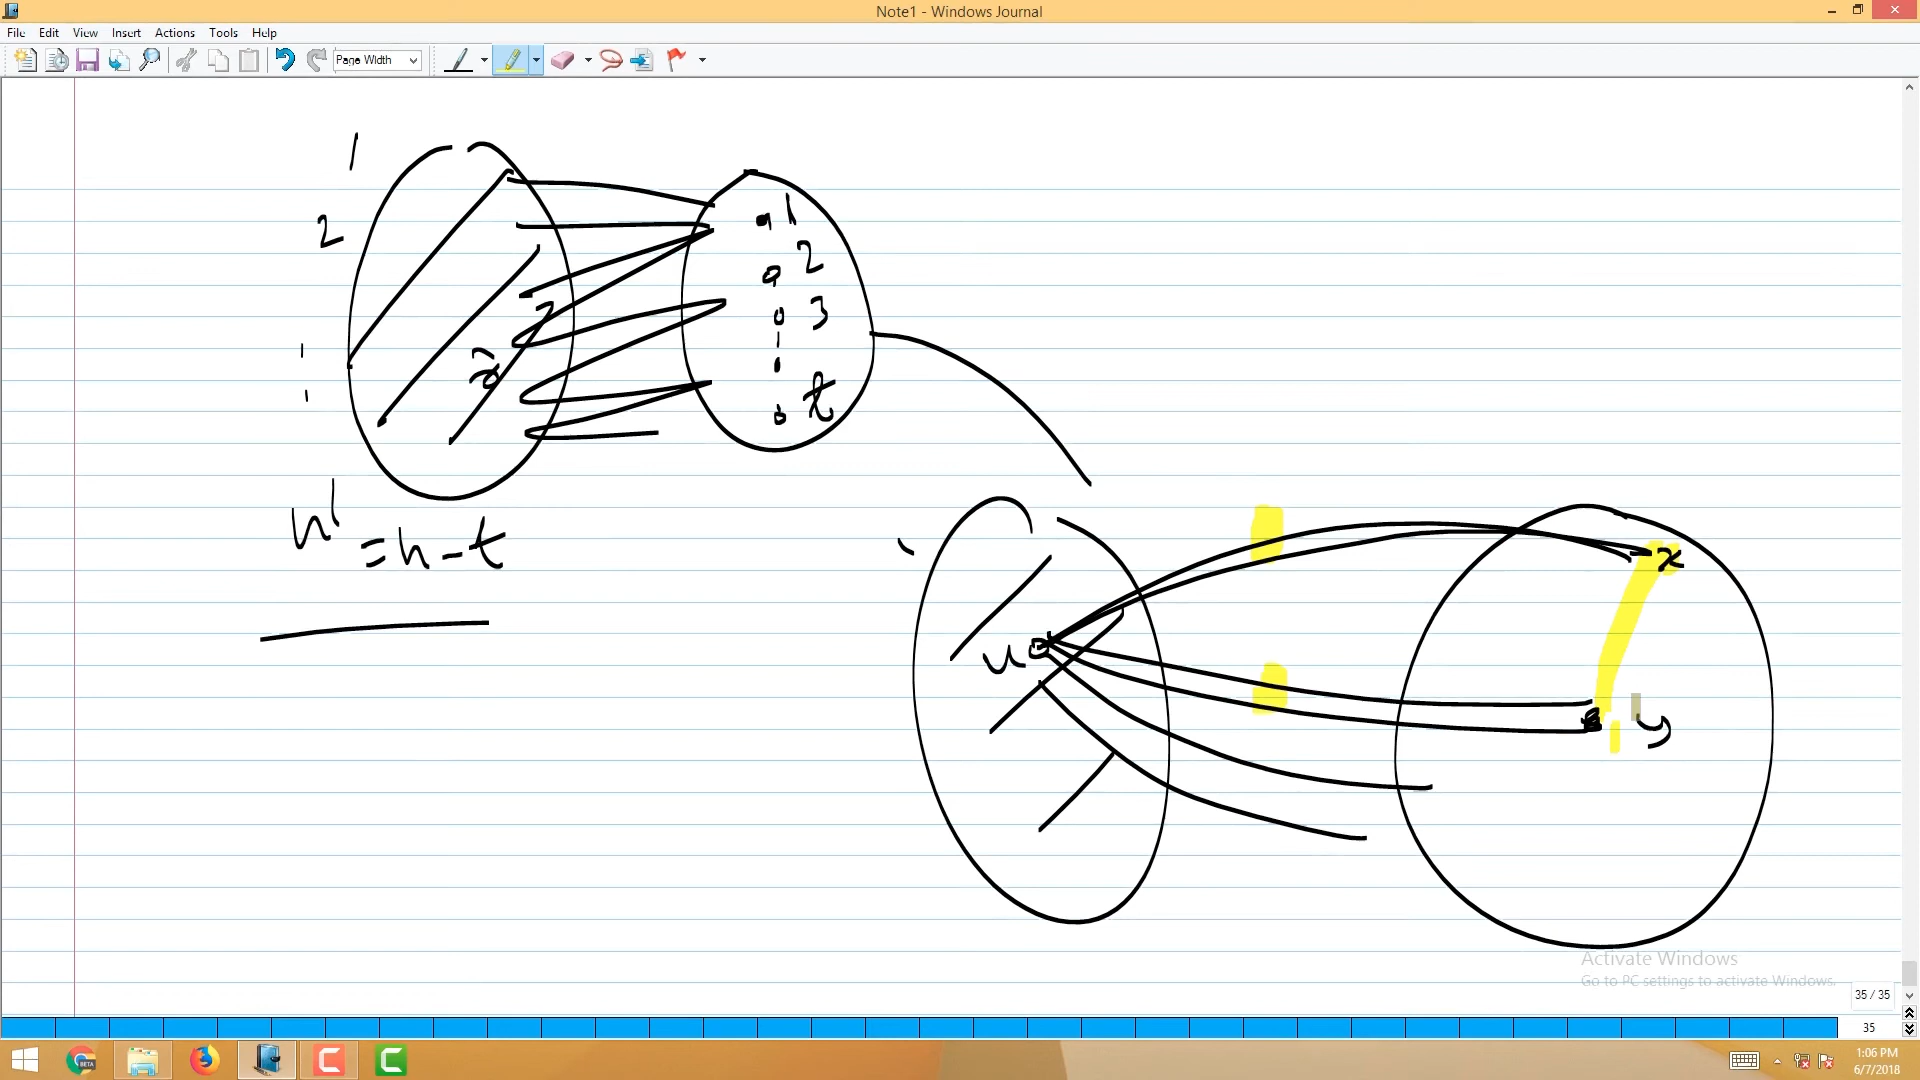 Note1 - Windows Journal
File Edit View Insert Actions Tools Help
Page Width
1
2
1
2
3
t
n' = n - t
u
x
y
Activate Windows
Go to PC settings to activate Windows.
35 / 35
35
BETA
1:06 PM
6/7/2018